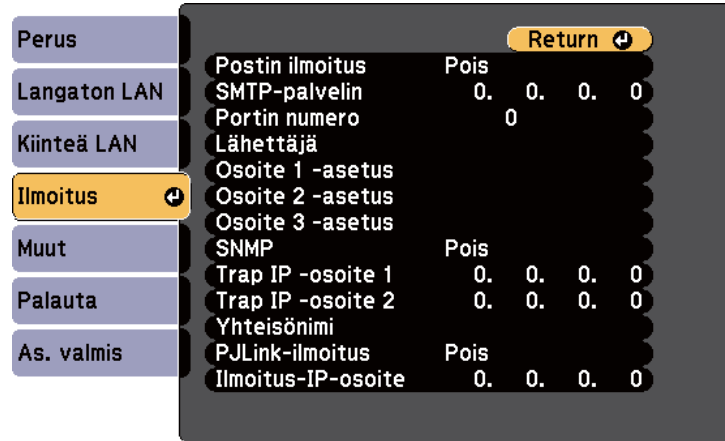 Perus
Langaton LAN
Kiinteä LAN
Ilmoitus
Muut
Palauta
As. valmis
Return
Postin ilmoitus Pois
SMTP-palvelin 0. 0. 0. 0
Portin numero 0
Lähettäjä
Osoite 1 -asetus
Osoite 2 -asetus
Osoite 3 -asetus
SNMP Pois
Trap IP -osoite 1 0. 0. 0. 0
Trap IP -osoite 2 0. 0. 0. 0
Yhteisönimi
PJLink-ilmoitus Pois
Ilmoitus-IP-osoite 0. 0. 0. 0